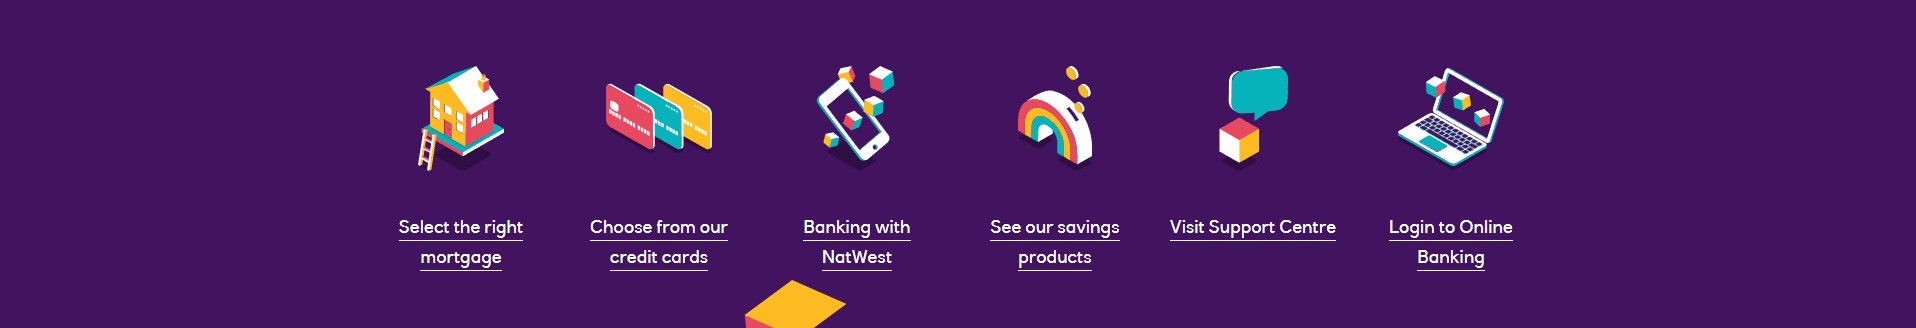 Select the right
mortgage
Choose from our
credit cards
Banking with
NatWest
See our savings
products
Visit Support Centre
Login to Online
Banking